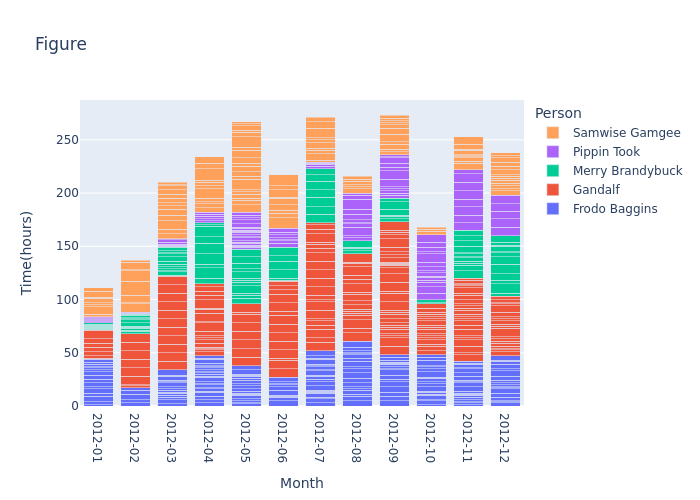 Figure
Person
Samwise Gamgee
Pippin Took
Merry Brandybuck
Gandalf
Frodo Baggins
Time(hours)
250
200
150
100
50
0
2012-01
2012-02
2012-03
2012-04
2012-05
2012-06
2012-07
2012-08
2012-09
2012-10
2012-11
2012-12
Month